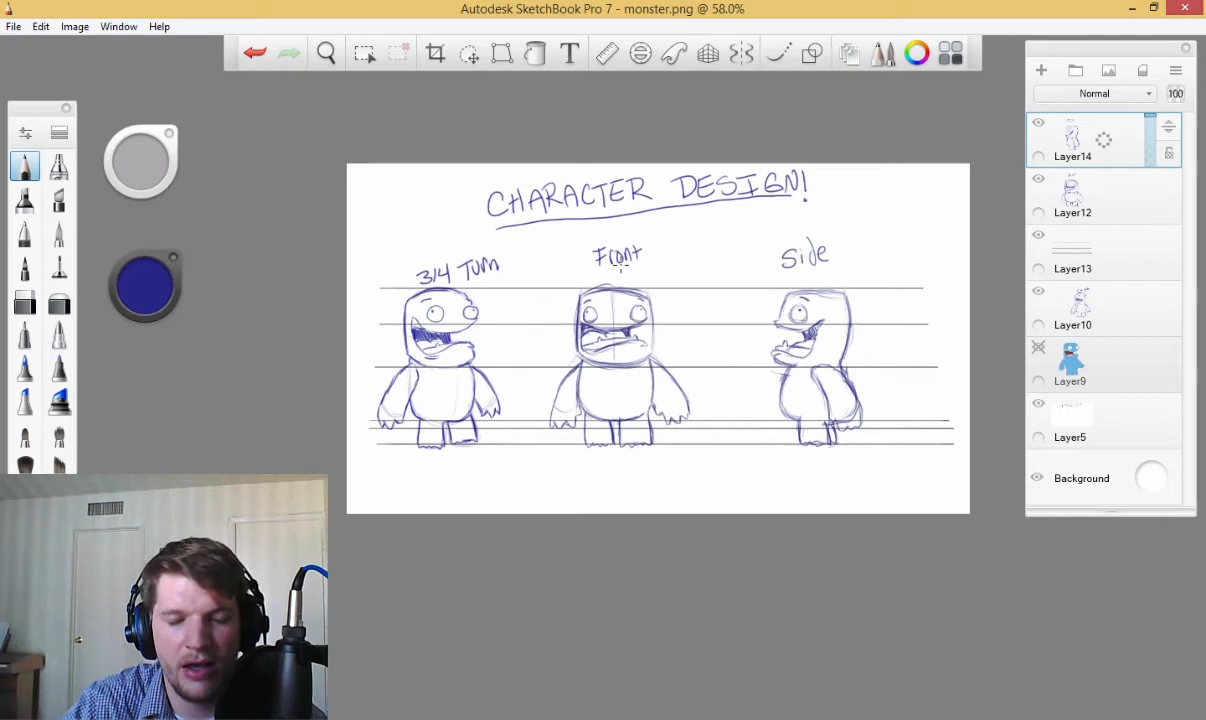 Autodesk SketchBook Pro 7 - monster.png @ 58.0%
File Edit Image Window Help
Normal
100
Layer14
Layer12
Layer13
Layer10
Layer9
Layer5
Background
CHARACTER DESIGN!
3/4 Turn
Front
Side